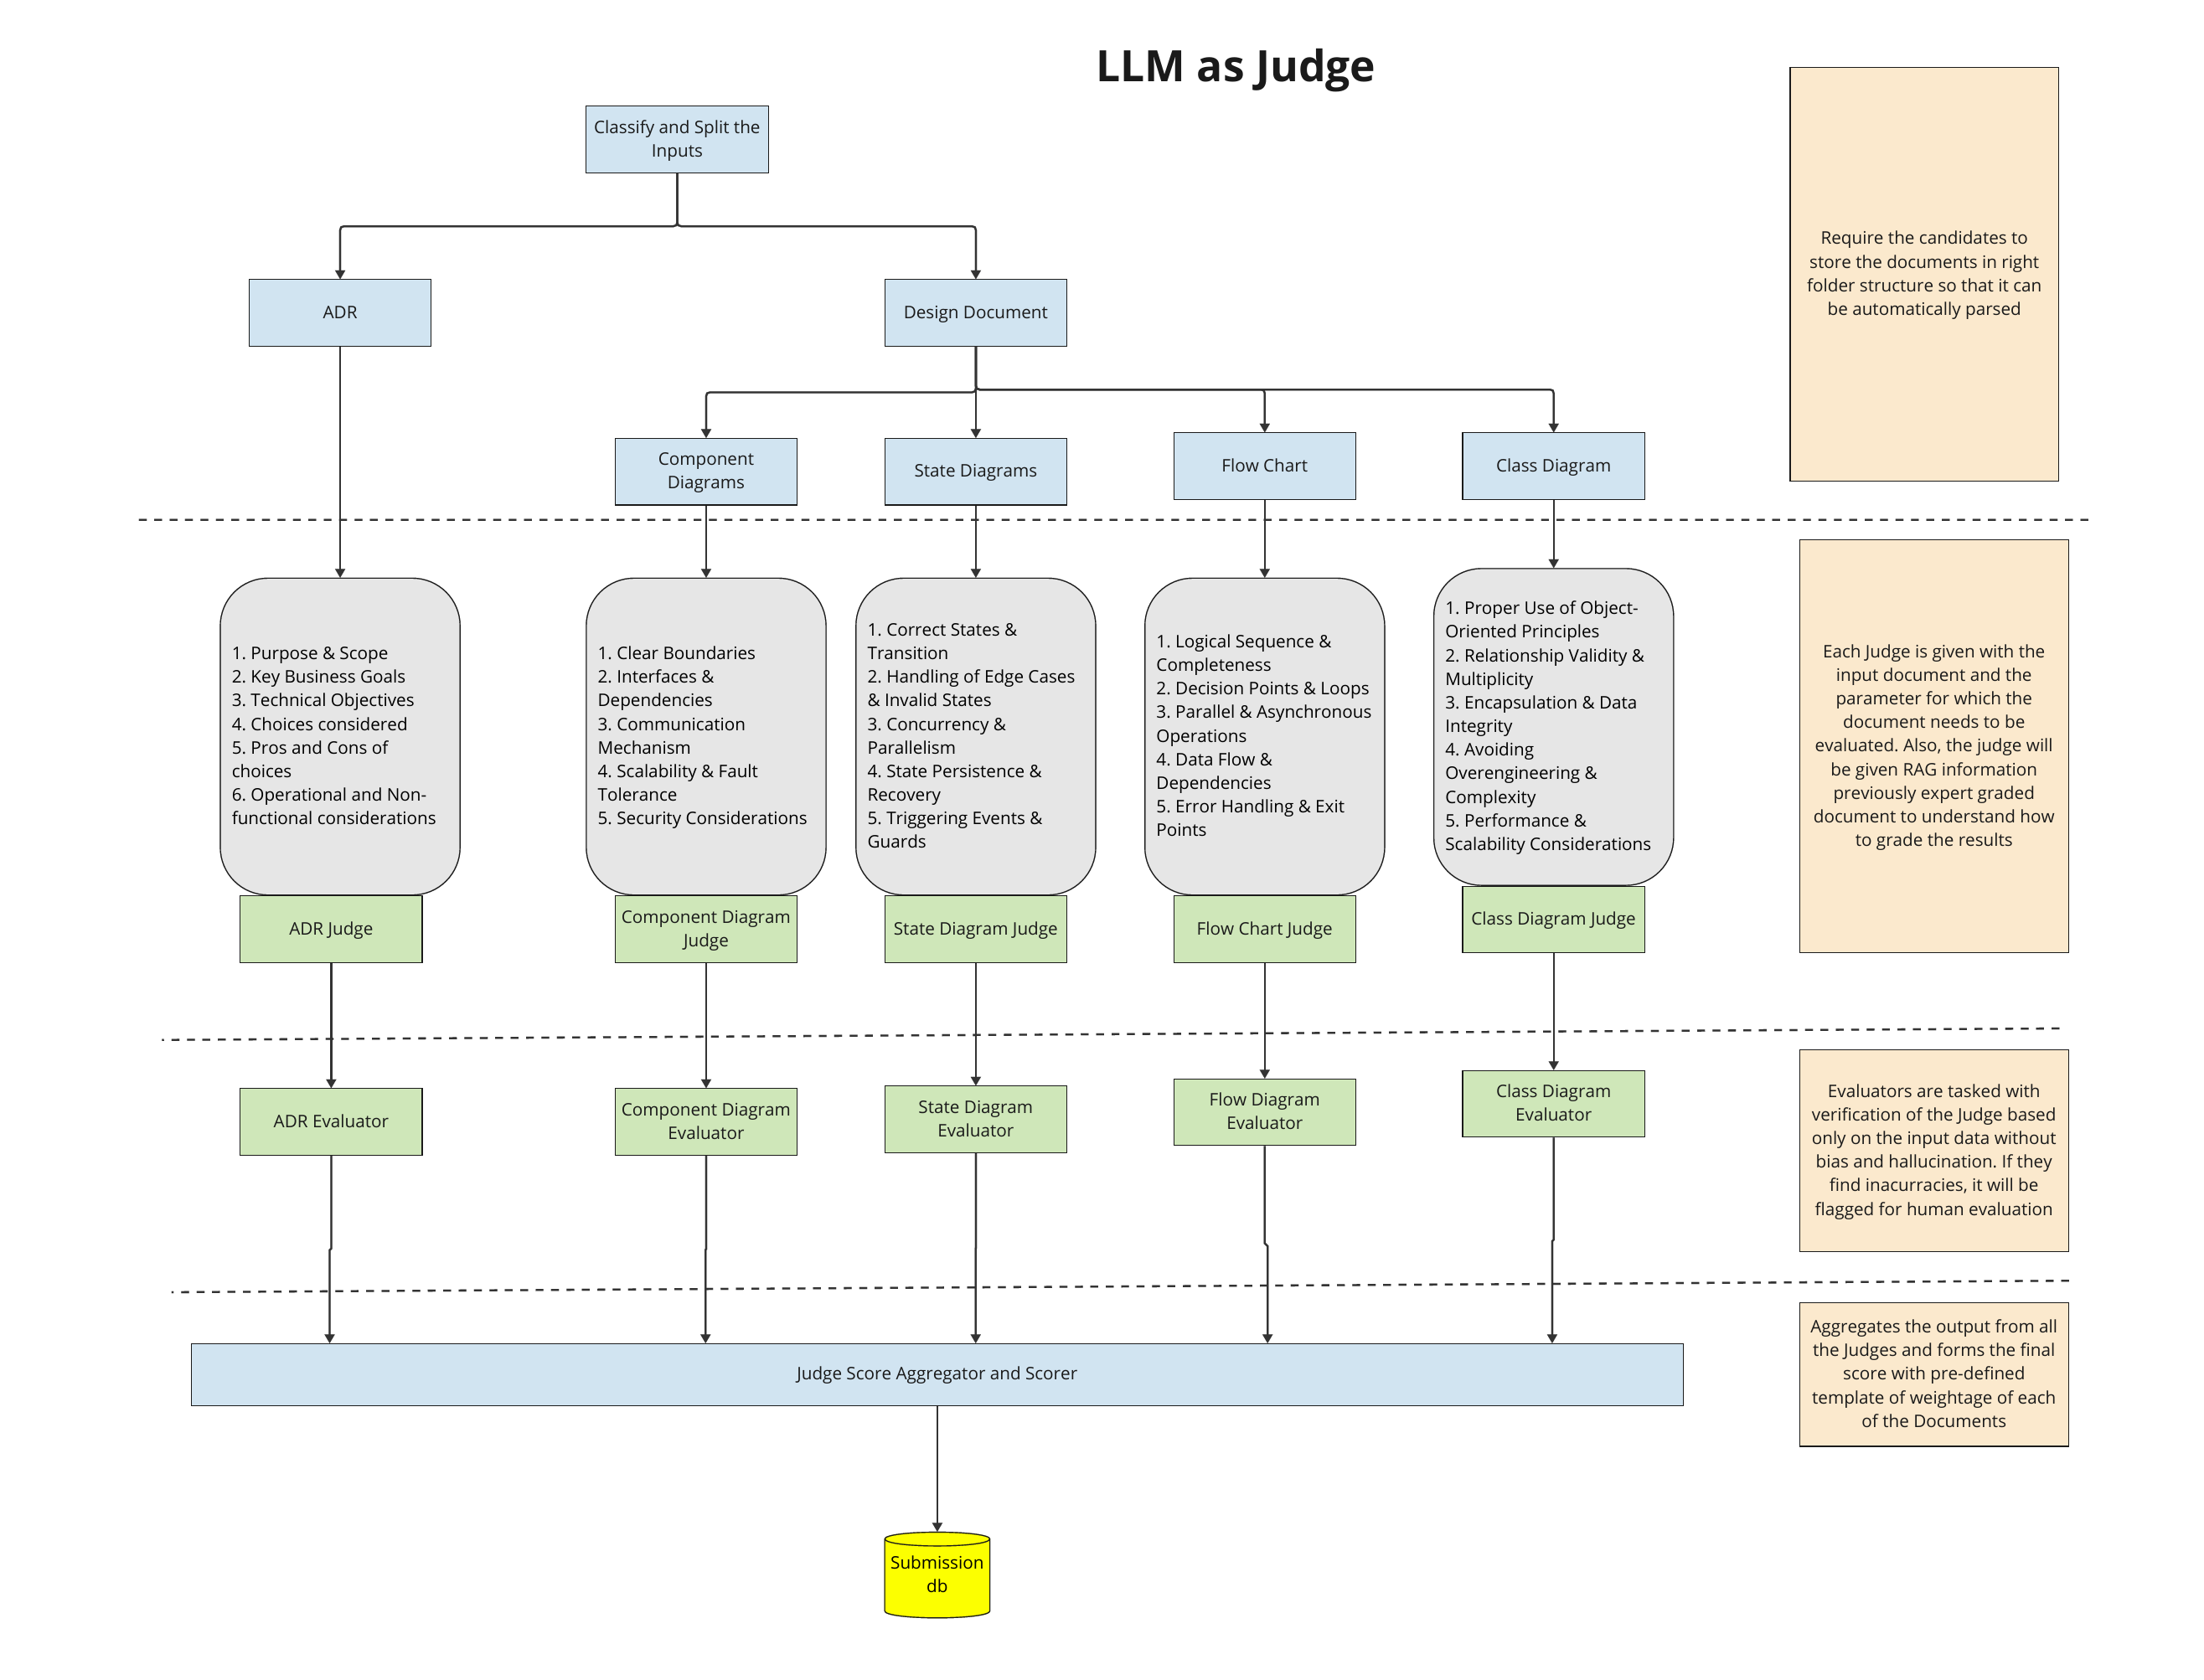 LLM as Judge
Classify and Split the
Inputs
Require the candidates to
store the documents in right
folder structure so that it can
be automatically parsed
ADR
Design Document
Component
Diagrams
State Diagrams
Flow Chart
Class Diagram
1. Purpose & Scope
2. Key Business Goals
3. Technical Objectives
4. Choices considered
5. Pros and Cons of
choices
6. Operational and Non-
functional considerations
1. Clear Boundaries
2. Interfaces &
Dependencies
3. Communication
Mechanism
4. Scalability & Fault
Tolerance
5. Security Considerations
1. Correct States &
Transition
2. Handling of Edge Cases
& Invalid States
3. Concurrency &
Parallelism
4. State Persistence &
Recovery
5. Triggering Events &
Guards
1. Logical Sequence &
Completeness
2. Decision Points & Loops
3. Parallel & Asynchronous
Operations
4. Data Flow &
Dependencies
5. Error Handling & Exit
Points
1. Proper Use of Object-
Oriented Principles
2. Relationship Validity &
Multiplicity
3. Encapsulation & Data
Integrity
4. Avoiding
Overengineering &
Complexity
5. Performance &
Scalability Considerations
Each Judge is given with the
input document and the
parameter for which the
document needs to be
evaluated. Also, the judge will
be given RAG information
previously expert graded
document to understand how
to grade the results
ADR Judge
Component Diagram
Judge
State Diagram Judge
Flow Chart Judge
Class Diagram Judge
ADR Evaluator
Component Diagram
Evaluator
State Diagram
Evaluator
Flow Diagram
Evaluator
Class Diagram
Evaluator
Evaluators are tasked with
verification of the Judge based
only on the input data without
bias and hallucination. If they
find inacurracies, it will be
flagged for human evaluation
Judge Score Aggregator and Scorer
Aggregates the output from all
the Judges and forms the final
score with pre-defined
template of weightage of each
of the Documents
Submission
db